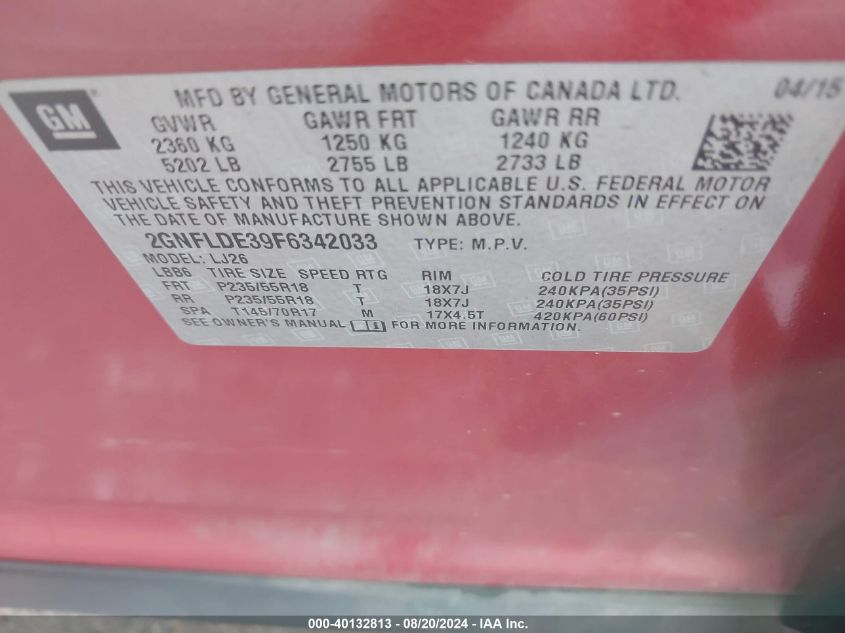 GM
MFD BY GENERAL MOTORS OF CANADA LTD. 04/15
GVWR GAWR FRT GAWR RR
2360 KG 1250 KG 1240 KG
5202 LB 2755 LB 2733 LB
THIS VEHICLE CONFORMS TO ALL APPLICABLE U.S. FEDERAL MOTOR
VEHICLE SAFETY AND THEFT PREVENTION STANDARDS IN EFFECT ON
THE DATE OF MANUFACTURE SHOWN ABOVE.
2GNFLDE39F6342033 TYPE: M.P.V.
MODEL: LJ26
LBB6 TIRE SIZE SPEED RTG RIM COLD TIRE PRESSURE
FRT P235/55R18 T 18X7J 240KPA(35PSI)
RR P235/55R18 T 18X7J 240KPA(35PSI)
SPA T145/70R17 M 17X4.5T 420KPA(60PSI)
SEE OWNER'S MANUAL FOR MORE INFORMATION.
000-40132813 - 08/20/2024 - IAA Inc.